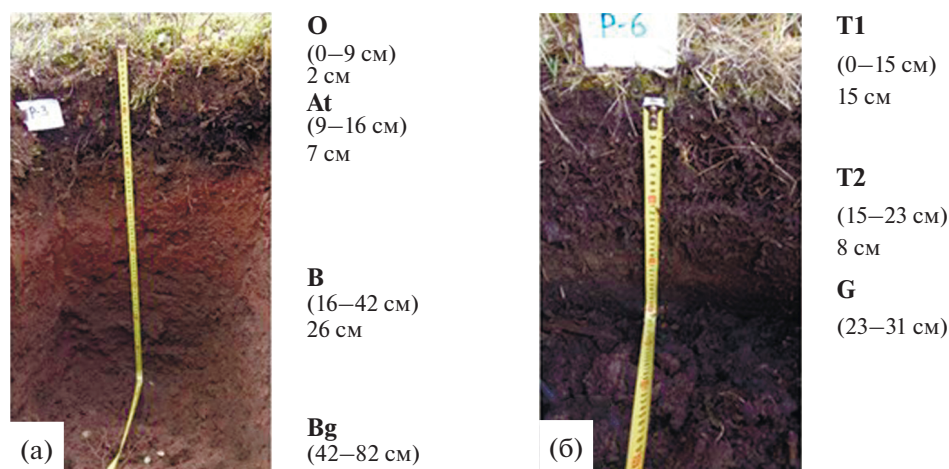 O
(0–9 см)
2 см
At
(9–16 см)
7 см
B
(16–42 см)
26 см
Bg
(42–82 см)
P-3
(а)
P-6
T1
(0–15 см)
15 см
T2
(15–23 см)
8 см
G
(23–31 см)
(б)